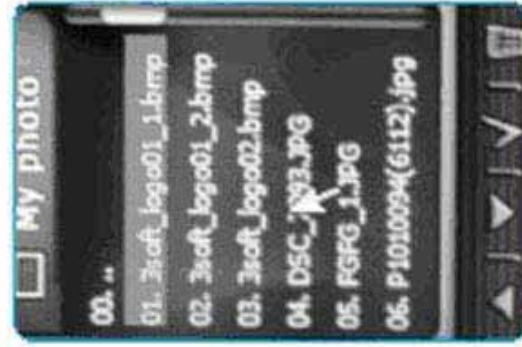 My photo
00. ..
01. 3soft_logo01_1.bmp
02. 3soft_logo01_2.bmp
03. 3soft_logo02.bmp
04.
05. FGFG_1.JPG
06. P1010094(6112).jpg